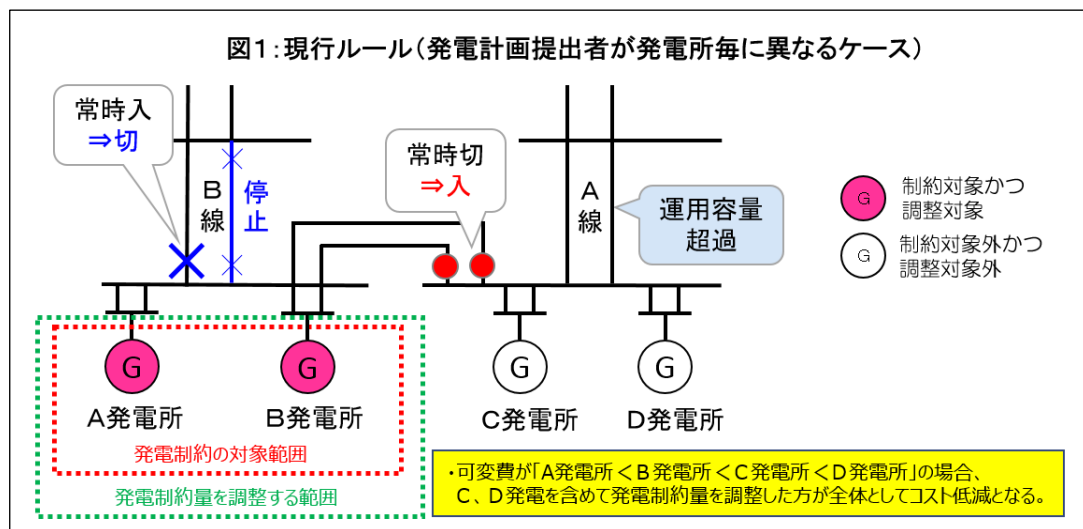 図1:現行ルール(発電計画提出者が発電所毎に異なるケース)
常時入
⇒切
B線
停止
常時切
⇒入
A線
運用容量
超過
G
制約対象かつ
調整対象
G
制約対象外かつ
調整対象外
G
G
G
G
A発電所
B発電所
C発電所
D発電所
発電制約の対象範囲
発電制約量を調整する範囲
・可変費が「A発電所<B発電所<C発電所<D発電所」の場合、
C、D発電を含めて発電制約量を調整した方が全体としてコスト低減となる。